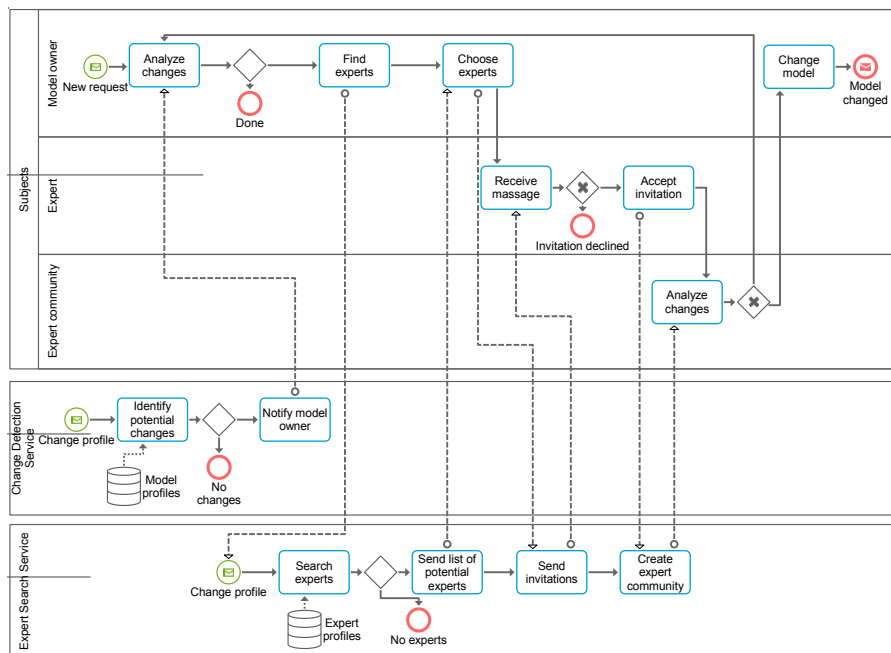 Subjects
Model owner
New request
Analyze
changes
Done
Find
experts
Choose
experts
Change
model
Model
changed
Expert
Receive
massage
Invitation declined
Accept
invitation
Expert community
Analyze
changes
Change Detection
Service
Change profile
Identify
potential
changes
Model
profiles
No
changes
Notify model
owner
Expert Search Service
Change profile
Search
experts
Expert
profiles
No experts
Send list of
potential
experts
Send
invitations
Create
expert
community